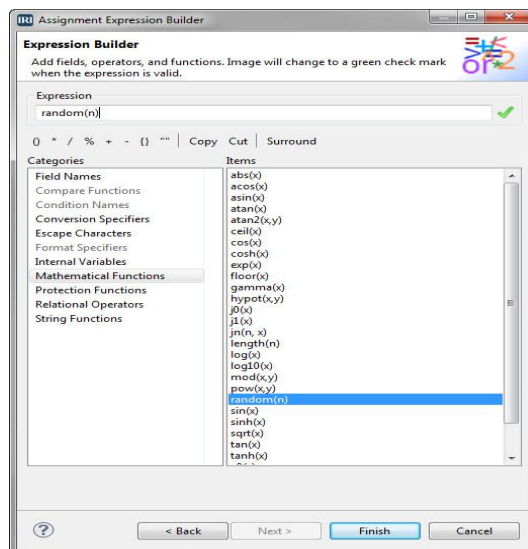 IRI Assignment Expression Builder
Expression Builder
Add fields, operators, and functions. Image will change to a green check mark
when the expression is valid.
Expression
random(n)
() * / % + - {} "" | Copy Cut | Surround
Categories
Field Names
Compare Functions
Condition Names
Conversion Specifiers
Escape Characters
Format Specifiers
Internal Variables
Mathematical Functions
Protection Functions
Relational Operators
String Functions
Items
abs(x)
acos(x)
asin(x)
atan(x)
atan2(x,y)
ceil(x)
cos(x)
cosh(x)
exp(x)
floor(x)
gamma(x)
hypot(x,y)
j0(x)
j1(x)
jn(n, x)
length(n)
log(x)
log10(x)
mod(x,y)
pow(x,y)
random(n)
sin(x)
sinh(x)
sqrt(x)
tan(x)
tanh(x)
?
< Back
Next >
Finish
Cancel